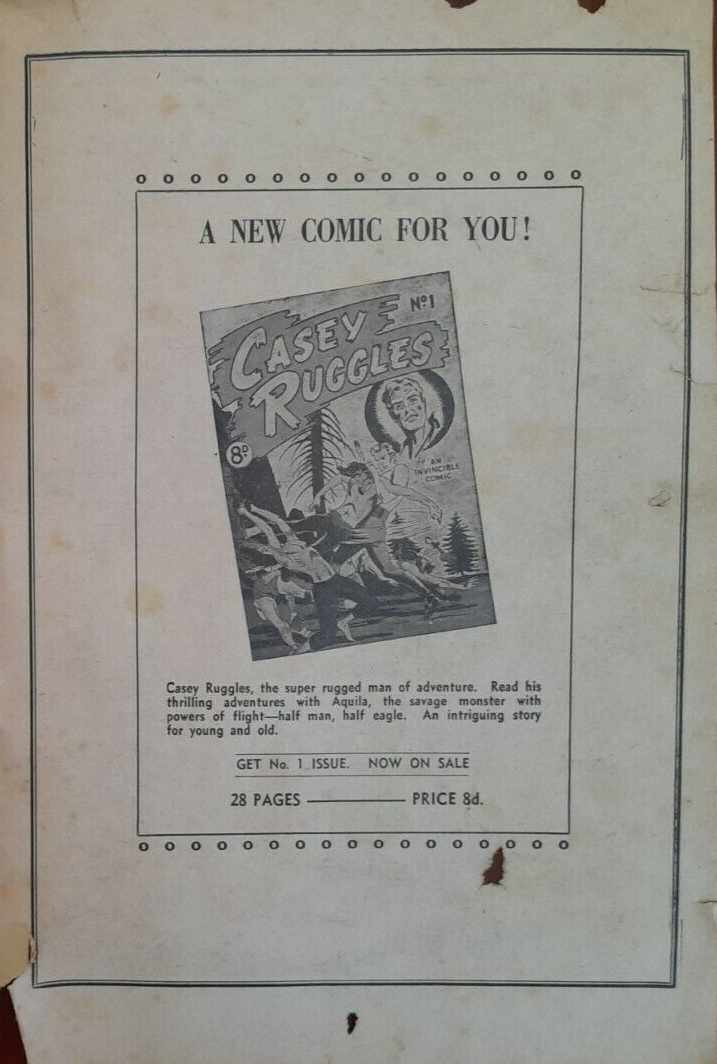 o o o o o o o o o o o o o o o o o
A NEW COMIC FOR YOU!
Nº1
CASEY
RUGGLES
8D.
AN
INVINCIBLE
COMIC
Casey Ruggles, the super rugged man of adventure. Read his
thrilling adventures with Aquila, the savage monster with
powers of flight—half man, half eagle. An intriguing story
for young and old.
GET No. 1 ISSUE. NOW ON SALE
28 PAGES ———— PRICE 8d.
o o o o o o o o o o o o o o o o o